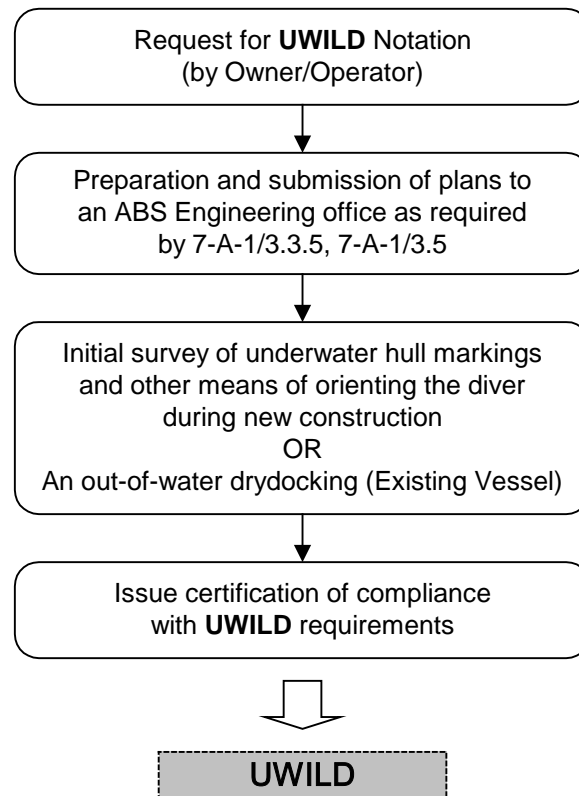 Request for UWILD Notation
(by Owner/Operator)
Preparation and submission of plans to
an ABS Engineering office as required
by 7-A-1/3.3.5, 7-A-1/3.5
Initial survey of underwater hull markings
and other means of orienting the diver
during new construction
OR
An out-of-water drydocking (Existing Vessel)
Issue certification of compliance
with UWILD requirements
UWILD